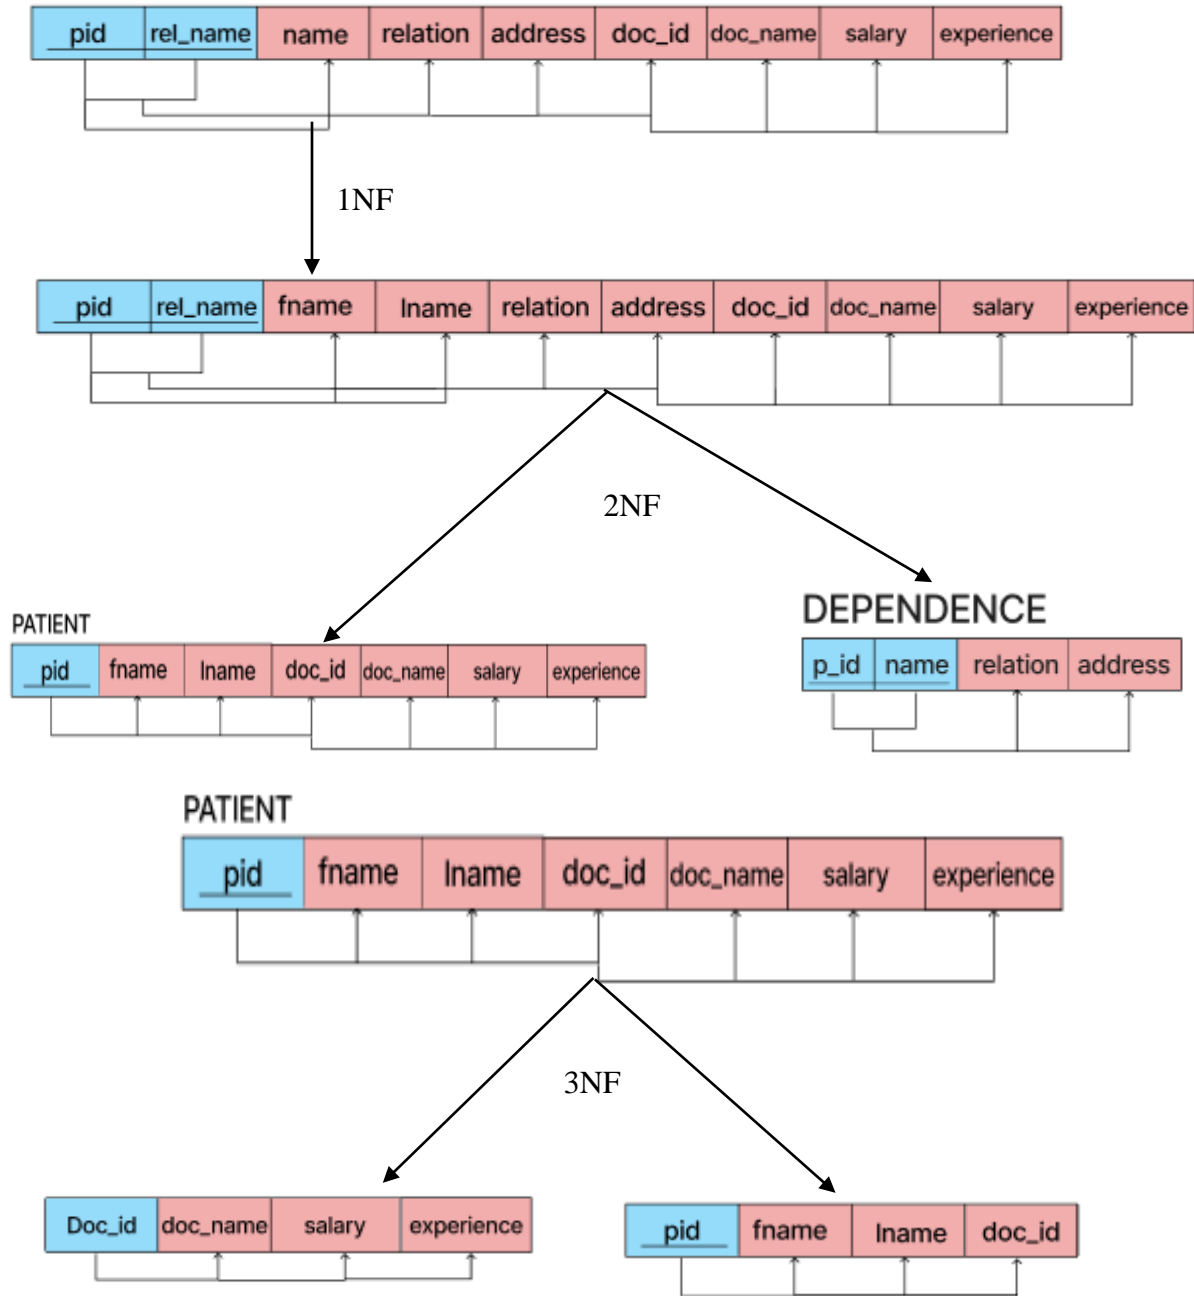 pid rel_name name relation address doc_id doc_name salary experience
1NF
pid rel_name fname lname relation address doc_id doc_name salary experience
2NF
PATIENT
pid fname lname doc_id doc_name salary experience
DEPENDENCE
p_id name relation address
PATIENT
pid fname lname doc_id doc_name salary experience
3NF
Doc_id doc_name salary experience
pid fname lname doc_id